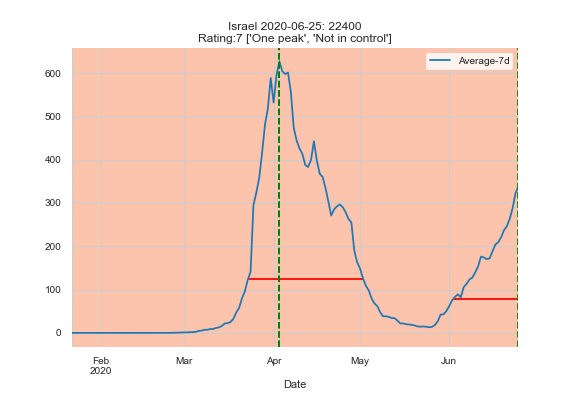 Israel 2020-06-25: 22400
Rating:7 ['One peak', 'Not in control']
Average-7d
600
500
400
300
200
100
0
Feb
2020
Mar
Apr
May
Jun
Date